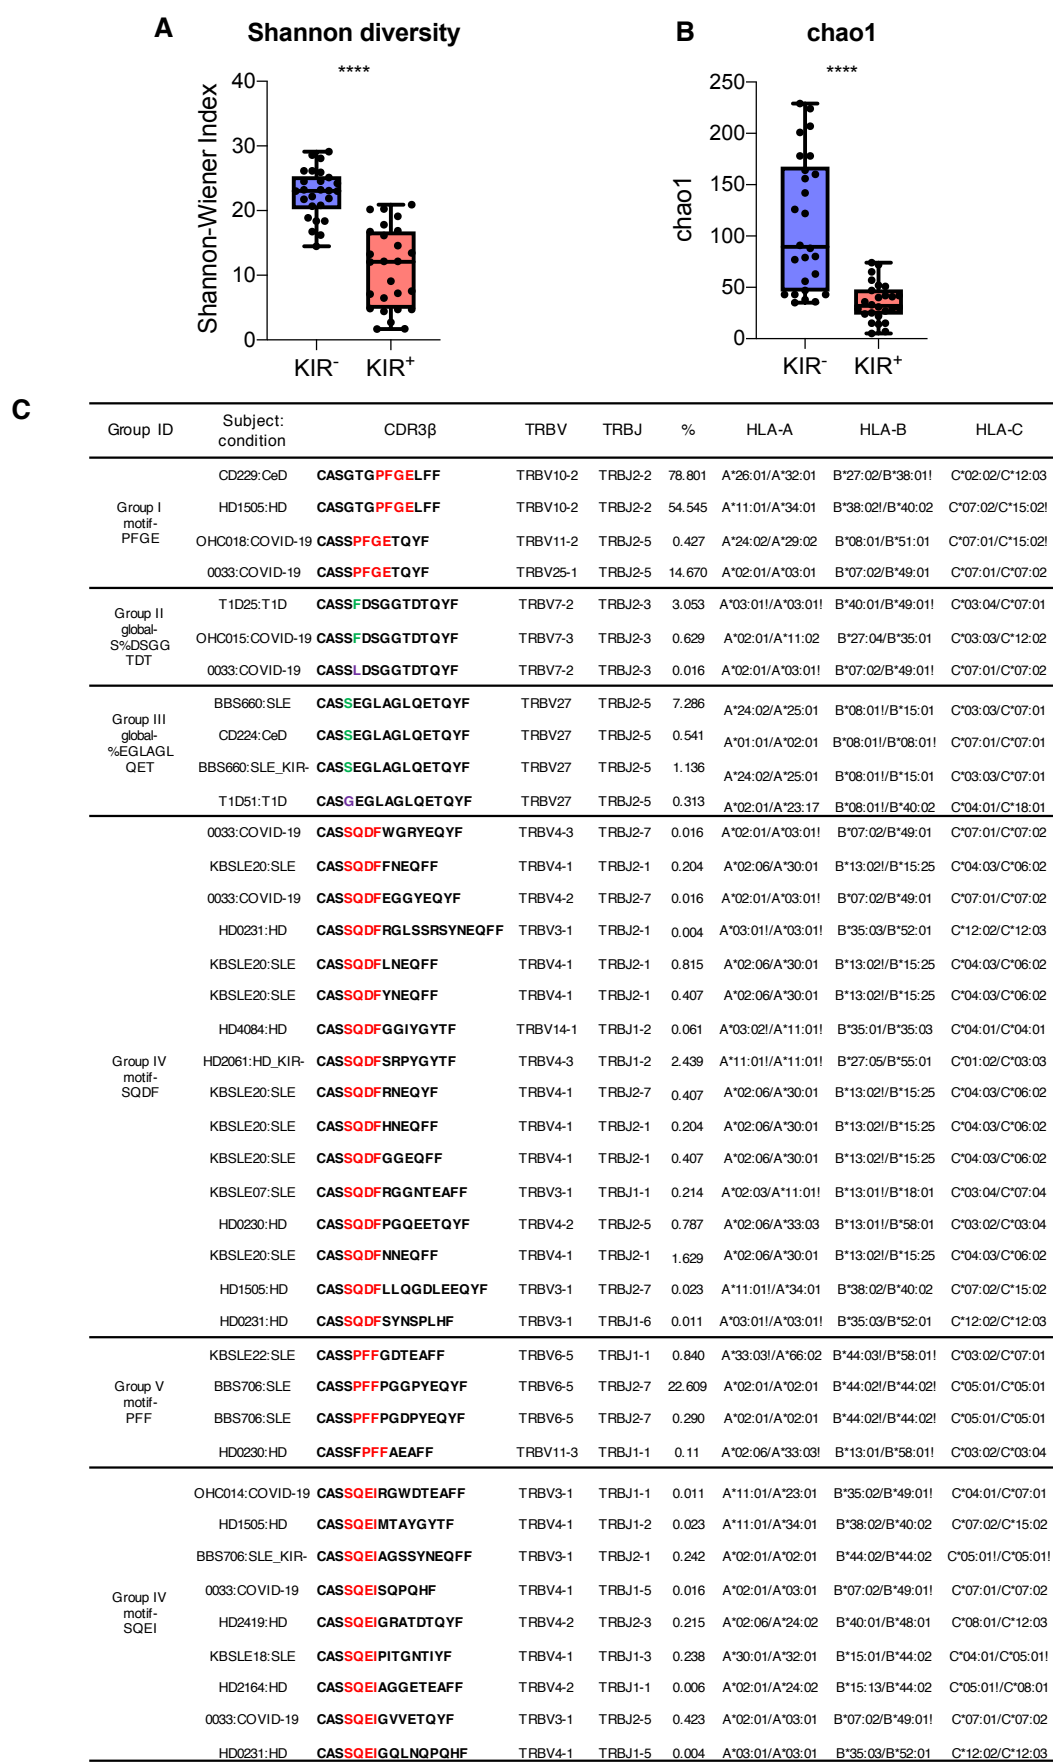 A Shannon diversity
****
Shannon-Wiener Index
40
30
20
10
0
KIR- KIR+
B chao1
****
chao1
250
200
150
100
50
0
KIR- KIR+
C
Group ID Subject: condition CDR3β TRBV TRBJ % HLA-A HLA-B HLA-C
Group I
motif-
PFGE
CD229:CeD CASGTGPFGELFF TRBV10-2 TRBJ2-2 78.801 A*26:01/A*32:01 B*27:02/B*38:01! C*02:02/C*12:03
HD1505:HD CASGTGPFGELFF TRBV10-2 TRBJ2-2 54.545 A*11:01/A*34:01 B*38:02!/B*40:02 C*07:02/C*15:02!
OHC018:COVID-19 CASSPFGETQYF TRBV11-2 TRBJ2-5 0.427 A*24:02/A*29:02 B*08:01/B*51:01 C*07:01/C*15:02!
0033:COVID-19 CASSPFGETQYF TRBV25-1 TRBJ2-5 14.670 A*02:01/A*03:01 B*07:02/B*49:01 C*07:01/C*07:02
Group II
global-
S%DSGG
TDT
T1D25:T1D CASSFDSGGTDTQYF TRBV7-2 TRBJ2-3 3.053 A*03:01!/A*03:01! B*40:01/B*49:01! C*03:04/C*07:01
OHC015:COVID-19 CASSFDSGGTDTQYF TRBV7-3 TRBJ2-3 0.629 A*02:01/A*11:02 B*27:04/B*35:01 C*03:03/C*12:02
0033:COVID-19 CASSLDSGGTDTQYF TRBV7-2 TRBJ2-3 0.016 A*02:01/A*03:01! B*07:02/B*49:01! C*07:01/C*07:02
Group III
global-
%EGLAGL
QET
BBS660:SLE CASSEGLAGLQETQYF TRBV27 TRBJ2-5 7.286 A*24:02/A*25:01 B*08:01!/B*15:01 C*03:03/C*07:01
CD224:CeD CASSEGLAGLQETQYF TRBV27 TRBJ2-5 0.541 A*01:01/A*02:01 B*08:01!/B*08:01! C*07:01/C*07:01
BBS660:SLE_KIR- CASSEGLAGLQETQYF TRBV27 TRBJ2-5 1.136 A*24:02/A*25:01 B*08:01!/B*15:01 C*03:03/C*07:01
T1D51:T1D CASGEGLAGLQETQYF TRBV27 TRBJ2-5 0.313 A*02:01/A*23:17 B*08:01!/B*40:02 C*04:01/C*18:01
Group IV
motif-
SQDF
0033:COVID-19 CASSQDFWGRYEQYF TRBV4-3 TRBJ2-7 0.016 A*02:01/A*03:01! B*07:02/B*49:01 C*07:01/C*07:02
KBSLE20:SLE CASSQDFFNEQFF TRBV4-1 TRBJ2-1 0.204 A*02:06/A*30:01 B*13:02!/B*15:25 C*04:03/C*06:02
0033:COVID-19 CASSQDFEGGYEQYF TRBV4-2 TRBJ2-7 0.016 A*02:01/A*03:01! B*07:02/B*49:01 C*07:01/C*07:02
HD0231:HD CASSQDFRGLSSRSYNEQFF TRBV3-1 TRBJ2-1 0.004 A*03:01!/A*03:01! B*35:03/B*52:01 C*12:02/C*12:03
KBSLE20:SLE CASSQDFLNEQFF TRBV4-1 TRBJ2-1 0.815 A*02:06/A*30:01 B*13:02!/B*15:25 C*04:03/C*06:02
KBSLE20:SLE CASSQDFYNEQFF TRBV4-1 TRBJ2-1 0.407 A*02:06/A*30:01 B*13:02!/B*15:25 C*04:03/C*06:02
HD4084:HD CASSQDFGGIYGYTF TRBV14-1 TRBJ1-2 0.061 A*03:02!/A*11:01! B*35:01/B*35:03 C*04:01/C*04:01
HD2061:HD_KIR- CASSQDFSRPYGYTF TRBV4-3 TRBJ1-2 2.439 A*11:01!/A*11:01! B*27:05/B*55:01 C*01:02/C*03:03
KBSLE20:SLE CASSQDFRNEQYF TRBV4-1 TRBJ2-7 0.407 A*02:06/A*30:01 B*13:02!/B*15:25 C*04:03/C*06:02
KBSLE20:SLE CASSQDFHNEQFF TRBV4-1 TRBJ2-1 0.204 A*02:06/A*30:01 B*13:02!/B*15:25 C*04:03/C*06:02
KBSLE20:SLE CASSQDFGGEQFF TRBV4-1 TRBJ2-1 0.407 A*02:06/A*30:01 B*13:02!/B*15:25 C*04:03/C*06:02
KBSLE07:SLE CASSQDFRGGNTEAFF TRBV3-1 TRBJ1-1 0.214 A*02:03/A*11:01! B*13:01!/B*18:01 C*03:04/C*07:04
HD0230:HD CASSQDFPGQEETQYF TRBV4-2 TRBJ2-5 0.787 A*02:06/A*33:03 B*13:01!/B*58:01 C*03:02/C*03:04
KBSLE20:SLE CASSQDFNNEQFF TRBV4-1 TRBJ2-1 1.629 A*02:06/A*30:01 B*13:02!/B*15:25 C*04:03/C*06:02
HD1505:HD CASSQDFLLQGDLEEQYF TRBV3-1 TRBJ2-7 0.023 A*11:01!/A*34:01 B*38:02/B*40:02 C*07:02/C*15:02
HD0231:HD CASSQDFSYNSPLHF TRBV3-1 TRBJ1-6 0.011 A*03:01!/A*03:01! B*35:03/B*52:01 C*12:02/C*12:03
Group V
motif-
PFF
KBSLE22:SLE CASSPFFGDTEAFF TRBV6-5 TRBJ1-1 0.840 A*33:03!/A*66:02 B*44:03!/B*58:01! C*03:02/C*07:01
BBS706:SLE CASSPFFPGGPYEQYF TRBV6-5 TRBJ2-7 22.609 A*02:01/A*02:01 B*44:02!/B*44:02! C*05:01/C*05:01
BBS706:SLE CASSPFFPGDPYEQYF TRBV6-5 TRBJ2-7 0.290 A*02:01/A*02:01 B*44:02!/B*44:02! C*05:01/C*05:01
HD0230:HD CASSFPFFAEAFF TRBV11-3 TRBJ1-1 0.11 A*02:06/A*33:03! B*13:01/B*58:01! C*03:02/C*03:04
Group IV
motif-
SQEI
OHC014:COVID-19 CASSQEIRGWDTEAFF TRBV3-1 TRBJ1-1 0.011 A*11:01/A*23:01 B*35:02/B*49:01! C*04:01/C*07:01
HD1505:HD CASSQEIMTAYGYTF TRBV4-1 TRBJ1-2 0.023 A*11:01/A*34:01 B*38:02/B*40:02 C*07:02/C*15:02
BBS706:SLE_KIR- CASSQEIAGSSYNEQFF TRBV3-1 TRBJ2-1 0.242 A*02:01/A*02:01 B*44:02/B*44:02 C*05:01!/C*05:01!
0033:COVID-19 CASSQEISQPQHF TRBV4-1 TRBJ1-5 0.016 A*02:01/A*03:01 B*07:02/B*49:01! C*07:01/C*07:02
HD2419:HD CASSQEIGRATDTQYF TRBV4-2 TRBJ2-3 0.215 A*02:06/A*24:02 B*40:01/B*48:01 C*08:01/C*12:03
KBSLE18:SLE CASSQEIPITGNTIYF TRBV4-1 TRBJ1-3 0.238 A*30:01/A*32:01 B*15:01/B*44:02 C*04:01/C*05:01!
HD2164:HD CASSQEIAGGETEAFF TRBV4-2 TRBJ1-1 0.006 A*02:01/A*24:02 B*15:13/B*44:02 C*05:01!/C*08:01
0033:COVID-19 CASSQEIGVVETQYF TRBV3-1 TRBJ2-5 0.423 A*02:01/A*03:01 B*07:02/B*49:01! C*07:01/C*07:02
HD0231:HD CASSQEIGQLNQPQHF TRBV4-1 TRBJ1-5 0.004 A*03:01/A*03:01 B*35:03/B*52:01 C*12:02/C*12:03